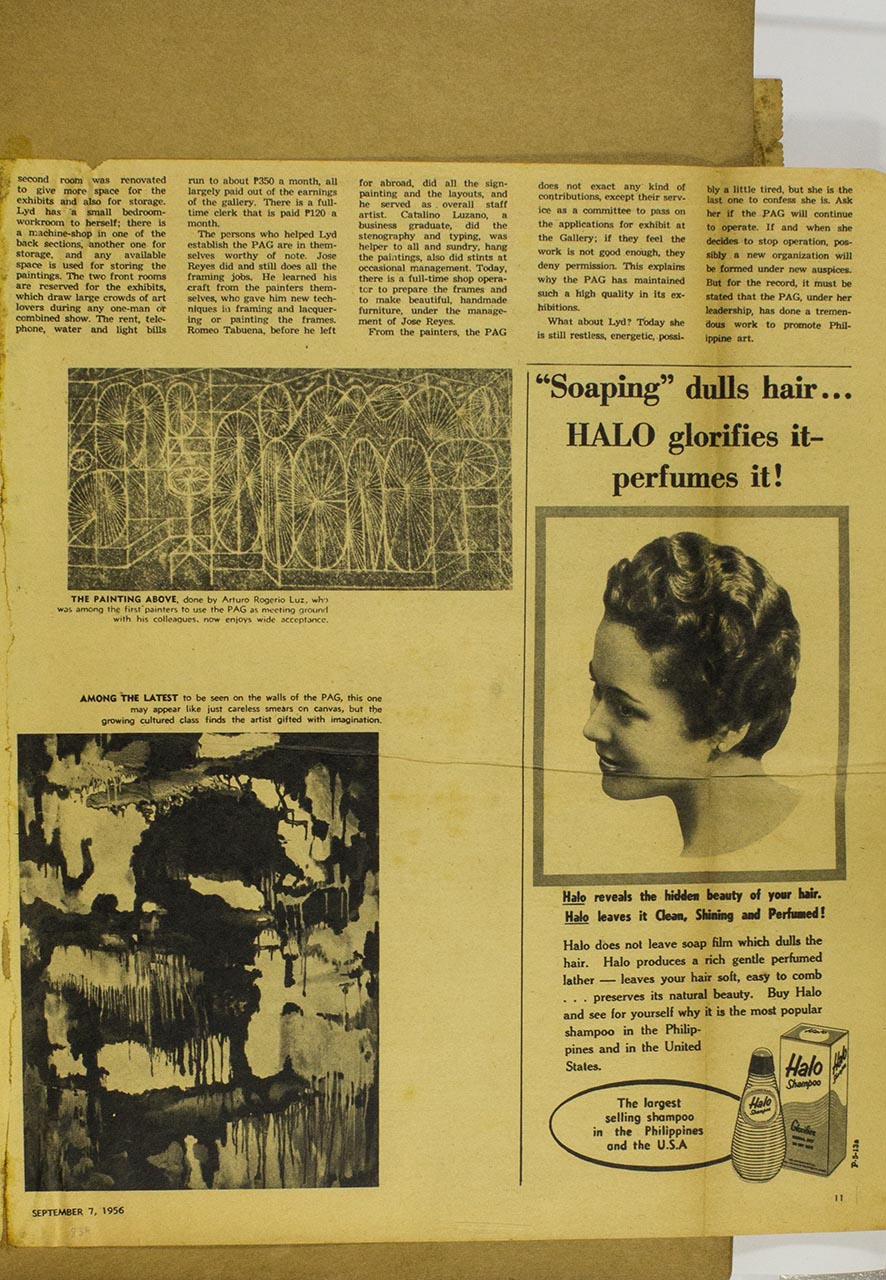 second room was renovated
to give more space for the
exhibits and also for storage.
Lyd has a small bedroom-
workroom to herself; there is
a machine-shop in one of the
back sections, another one for
storage, and any available
space is used for storing the
paintings. The two front rooms
are reserved for the exhibits,
which draw large crowds of art
lovers during any one-man or
combined show. The rent, tele-
phone, water and light bills
run to about ₱350 a month, all
largely paid out of the earnings
of the gallery. There is a full-
time clerk that is paid ₱120 a
month.
The persons who helped Lyd
establish the PAG are in them-
selves worthy of note. Jose
Reyes did and still does all the
framing jobs. He learned his
craft from the painters them-
selves, who gave him new tech-
niques in framing and lacquer-
ing or painting the frames.
Romeo Tabuena, before he left
for abroad, did all the sign-
painting and the layouts, and
he served as overall staff
artist. Catalino Luzano, a
business graduate, did the
stenography and typing, was
helper to all and sundry, hang
the paintings, also did stints at
occasional management. Today,
there is a full-time shop opera-
tor to prepare the frames and
to make beautiful, handmade
furniture, under the manage-
ment of Jose Reyes.
From the painters, the PAG
does not exact any kind of
contributions, except their serv-
ice as a committee to pass on
the applications for exhibit at
the Gallery; if they feel the
work is not good enough, they
deny permission. This explains
why the PAG has maintained
such a high quality in its ex-
hibitions.
What about Lyd? Today she
is still restless, energetic, possi-
bly a little tired, but she is the
last one to confess she is. Ask
her if the PAG will continue
to operate. If and when she
decides to stop operation, pos-
sibly a new organization will
be formed under new auspices.
But for the record, it must be
stated that the PAG, under her
leadership, has done a tremen-
dous work to promote Phil-
ippine art.
THE PAINTING ABOVE, done by Arturo Rogerio Luz, who
was among the first painters to use the PAG as meeting ground
with his colleagues, now enjoys wide acceptance.
AMONG THE LATEST to be seen on the walls of the PAG, this one
may appear like just careless smears on canvas, but the
growing cultured class finds the artist gifted with imagination.
"Soaping" dulls hair...
HALO glorifies it–
perfumes it!
Halo reveals the hidden beauty of your hair.
Halo leaves it Clean, Shining and Perfumed!
Halo does not leave soap film which dulls the
hair. Halo produces a rich gentle perfumed
lather — leaves your hair soft, easy to comb
. . . preserves its natural beauty. Buy Halo
and see for yourself why it is the most popular
shampoo in the Philip-
pines and in the United
States.
The largest
selling shampoo
in the Philippines
and the U.S.A
Halo
Shampoo
Halo
Shampoo
Halo
Glorifies
P-5-13a
SEPTEMBER 7, 1956
11